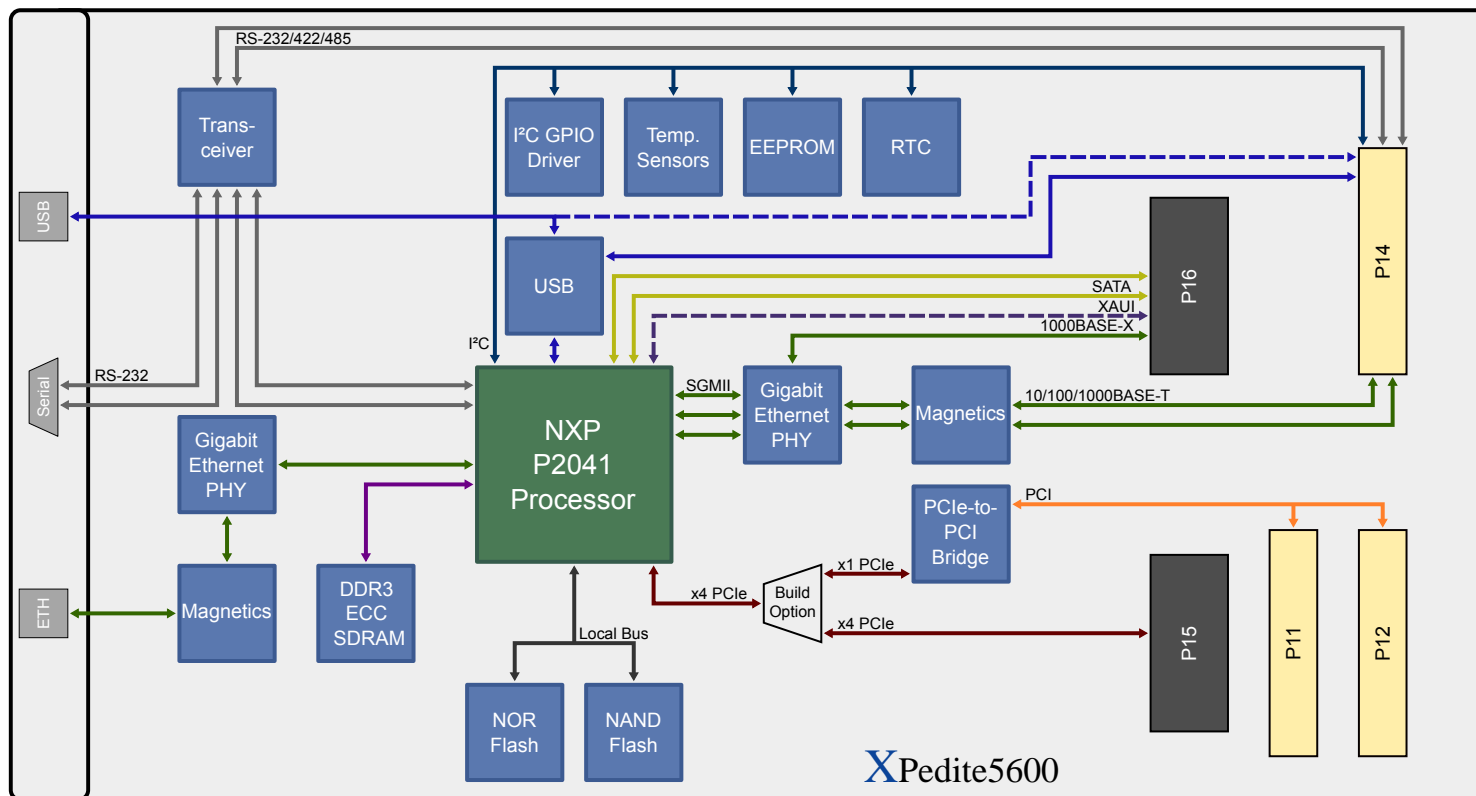 RS-232/422/485
Trans-
ceiver
I²C GPIO
Driver
Temp.
Sensors
EEPROM
RTC
USB
USB
P14
P16
SATA
XAUI
1000BASE-X
I²C
Serial
RS-232
SGMII
Gigabit
Ethernet
PHY
Magnetics
10/100/1000BASE-T
NXP
P2041
Processor
Gigabit
Ethernet
PHY
PCIe-to-
PCI
Bridge
PCI
ETH
Magnetics
DDR3
ECC
SDRAM
x4 PCIe
Build
Option
x1 PCIe
x4 PCIe
P15
P11
P12
Local Bus
NOR
Flash
NAND
Flash
XPedite5600